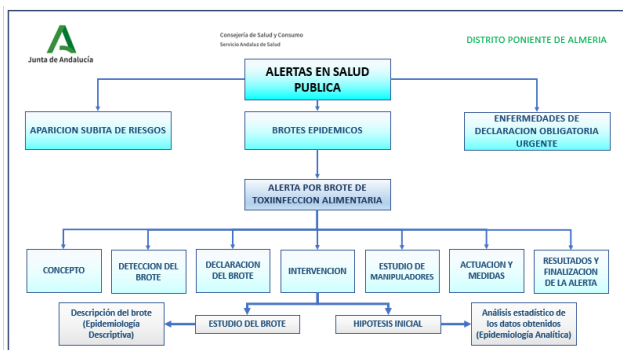 Junta de Andalucía
Consejería de Salud y Consumo
Servicio Andaluz de Salud
DISTRITO PONIENTE DE ALMERIA
ALERTAS EN SALUD
PUBLICA
APARICION SUBITA DE RIESGOS
BROTES EPIDEMICOS
ENFERMEDADES DE
DECLARACION OBLIGATORIA
URGENTE
ALERTA POR BROTE DE
TOXIINFECCION ALIMENTARIA
CONCEPTO
DETECCION DEL
BROTE
DECLARACION
DEL BROTE
INTERVENCION
ESTUDIO DE
MANIPULADORES
ACTUACION Y
MEDIDAS
RESULTADOS Y
FINALIZACION
DE LA ALERTA
Descripción del brote
(Epidemiología
Descriptiva)
ESTUDIO DEL BROTE
HIPOTESIS INICIAL
Análisis estadístico de
los datos obtenidos
(Epidemiología Analítica)